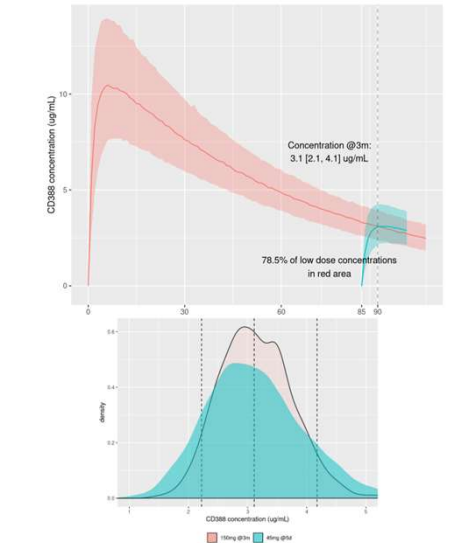 CD388 concentration (ug/mL)
10
5
0
Concentration @3m:
3.1 [2.1, 4.1] ug/mL
78.5% of low dose concentrations
in red area
0 30 60 85 90
density
0.6
0.4
0.2
0.0
1 2 3 4 5
CD388 concentration (ug/mL)
150mg @3m